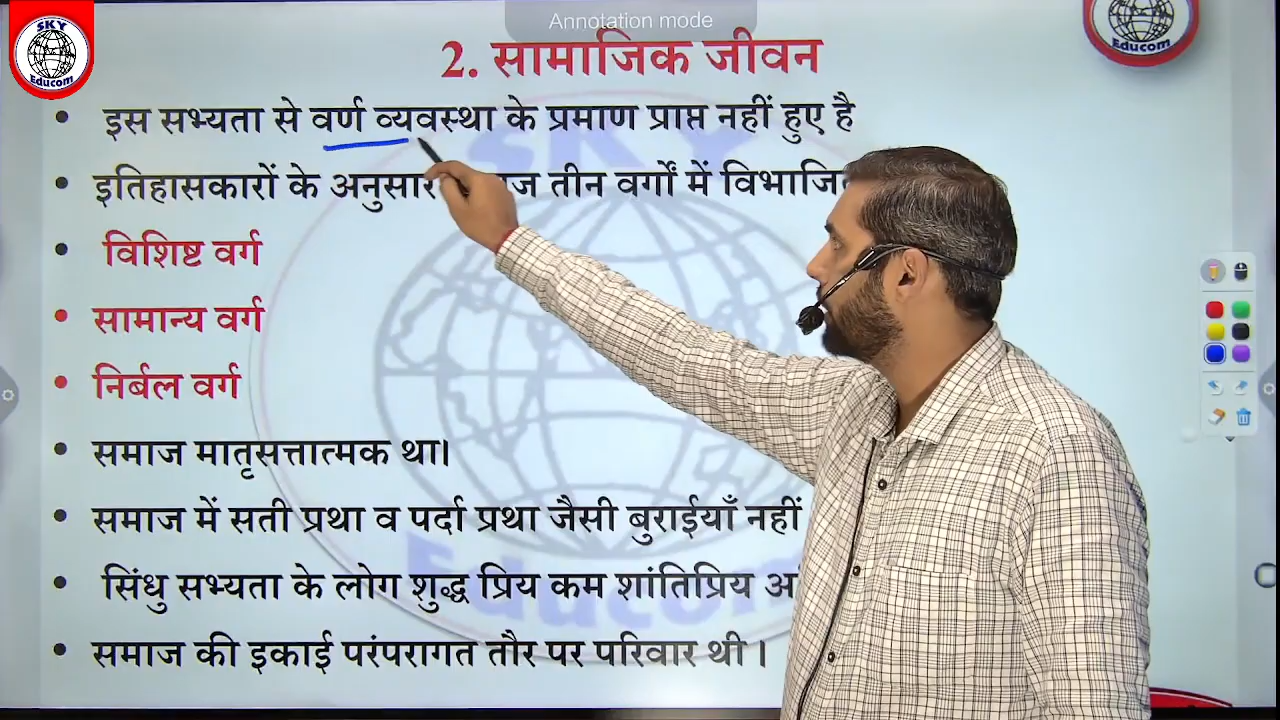 SKY
Educom
Annotation mode
Educom
2. सामाजिक जीवन
इस सभ्यता से वर्ण व्यवस्था के प्रमाण प्राप्त नहीं हुए है
इतिहासकारों के अनुसार तीन वर्गों में
विशिष्ट वर्ग
सामान्य वर्ग
निर्बल वर्ग
समाज मातृसत्तात्मक था।
समाज में सती प्रथा व पर्दा प्रथा जैसी बुराईयाँ नहीं
सिंधु सभ्यता के लोग शुद्ध प्रिय कम शांतिप्रिय
समाज की इकाई परंपरागत तौर पर परिवार थी।
SKY
Educom